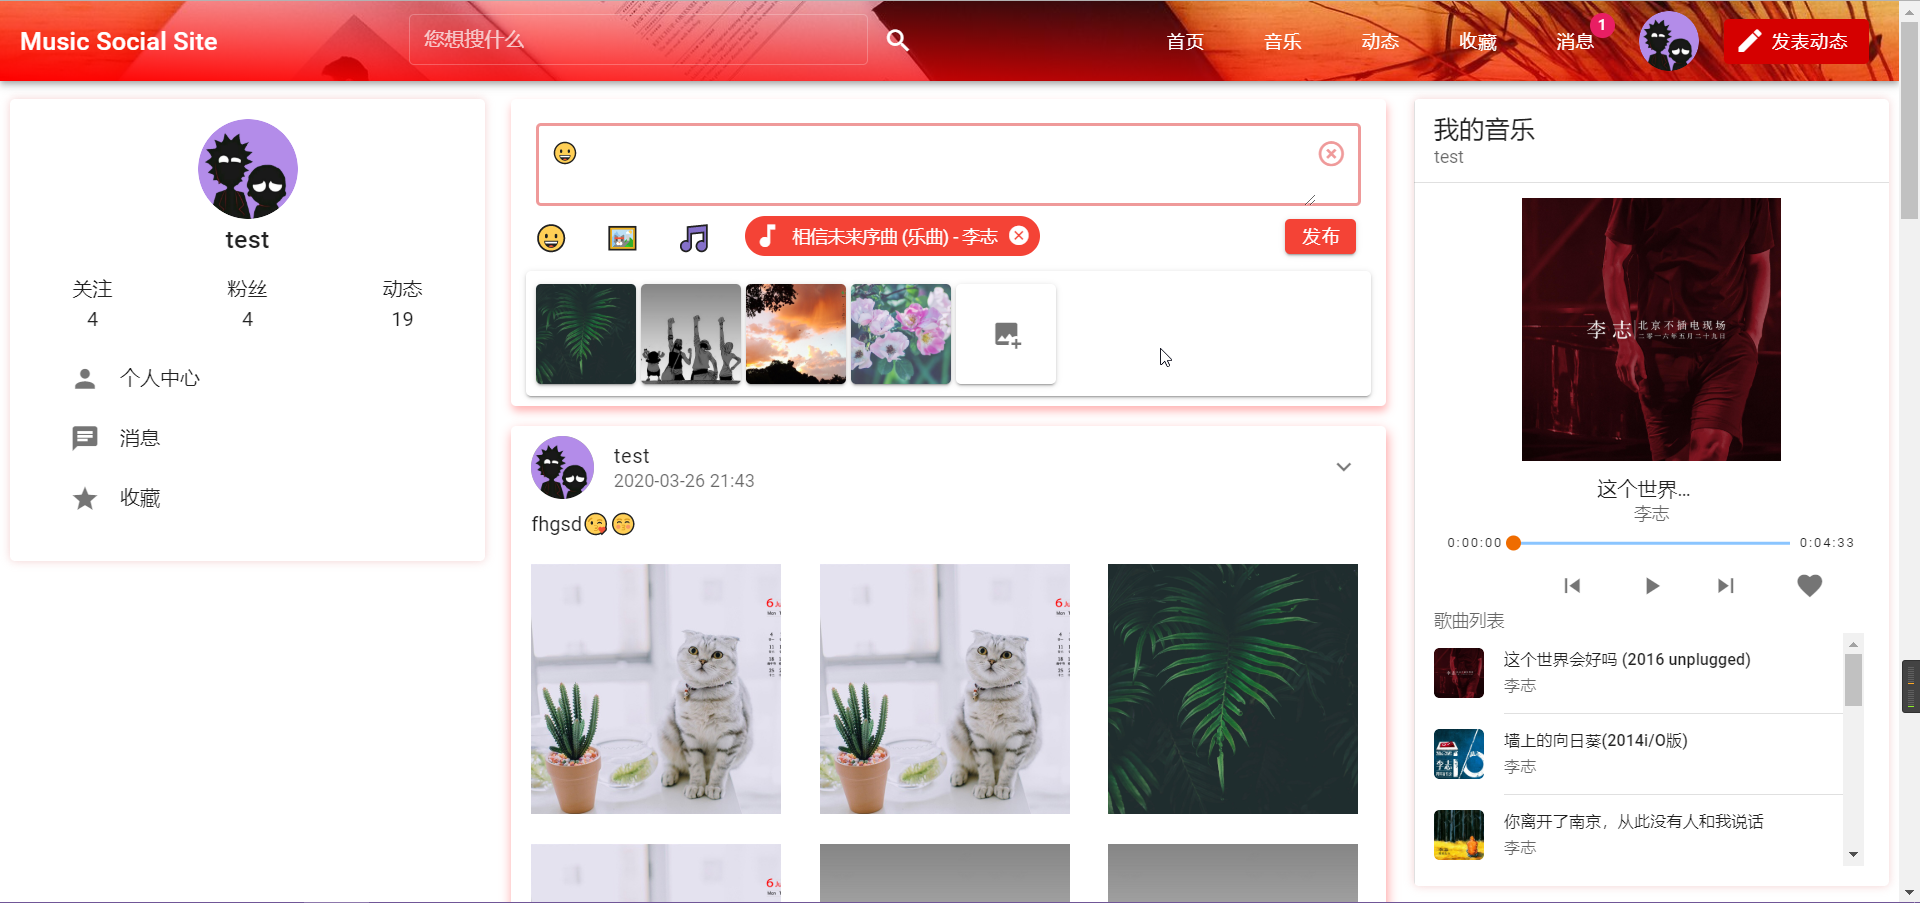 Music Social Site
您想搜什么
首页
音乐
动态
收藏
消息
1
发表动态
test
关注
粉丝
动态
4
4
19
个人中心
消息
收藏
😀
相信未来序曲 (乐曲) - 李志
发布
test
2020-03-26 21:43
fhgsd😘😊
我的音乐
test
李志
北京不插电现场
二零一六年五月二十九日
这个世界...
李志
0:00:00
0:04:33
歌曲列表
这个世界会好吗 (2016 unplugged)
李志
墙上的向日葵(2014i/O版)
李志
你离开了南京，从此没有人和我说话
李志